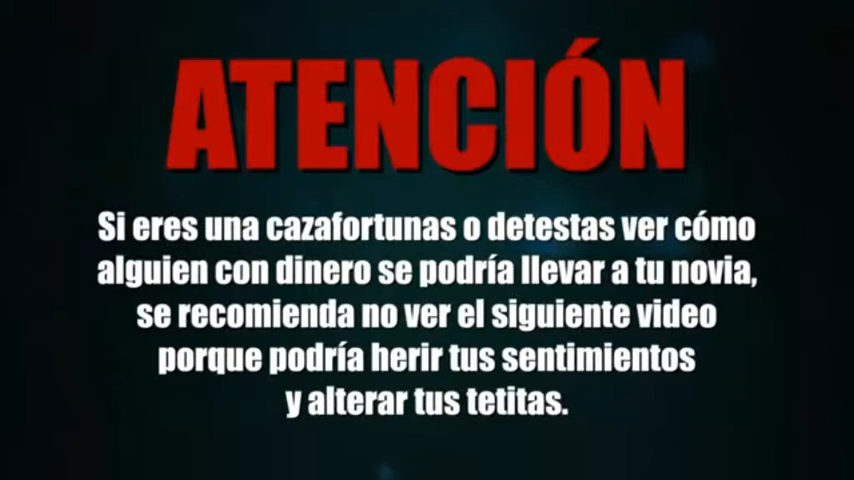 ATENCIÓN
Si eres una cazafortunas o detestas ver cómo
alguien con dinero se podría llevar a tu novia,
se recomienda no ver el siguiente video
porque podría herir tus sentimientos
y alterar tus tetitas.